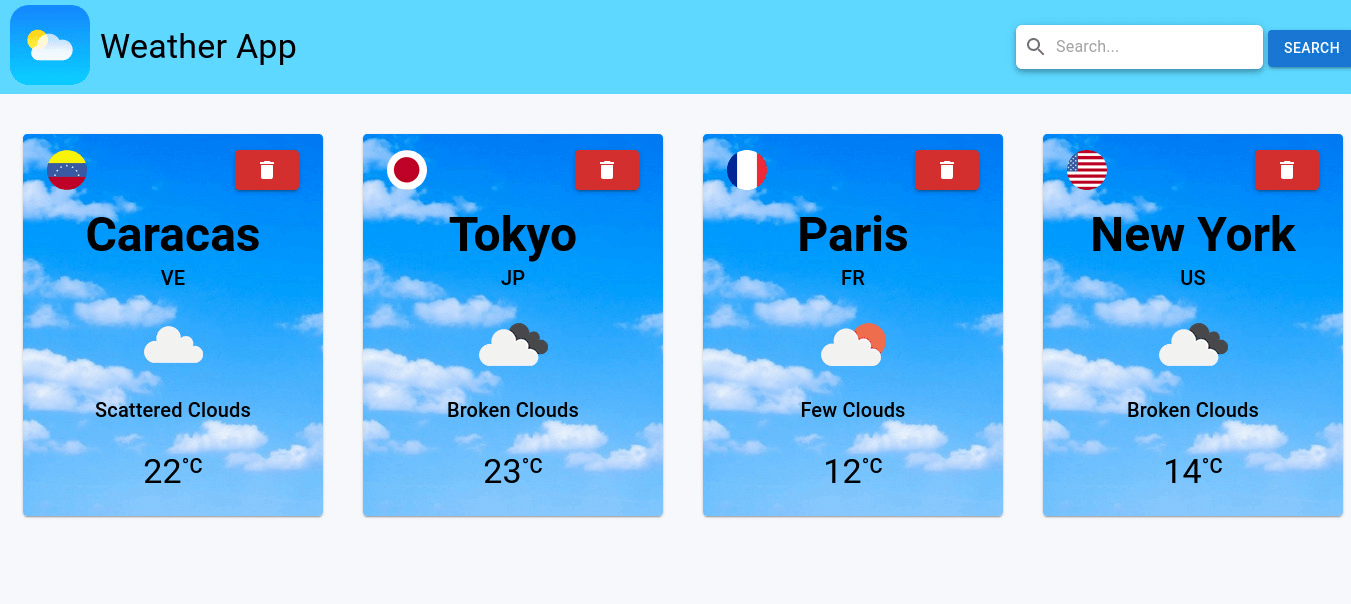 Weather App
Search...
SEARCH
Caracas
VE
Scattered Clouds
22°C
Tokyo
JP
Broken Clouds
23°C
Paris
FR
Few Clouds
12°C
New York
US
Broken Clouds
14°C